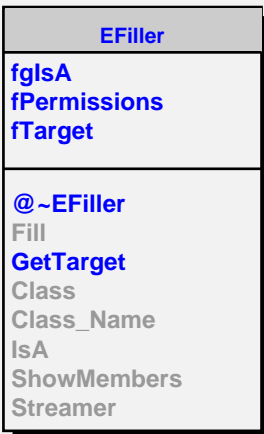 EFiller
fgIsA
fPermissions
fTarget
@~EFiller
Fill
GetTarget
Class
Class_Name
IsA
ShowMembers
Streamer